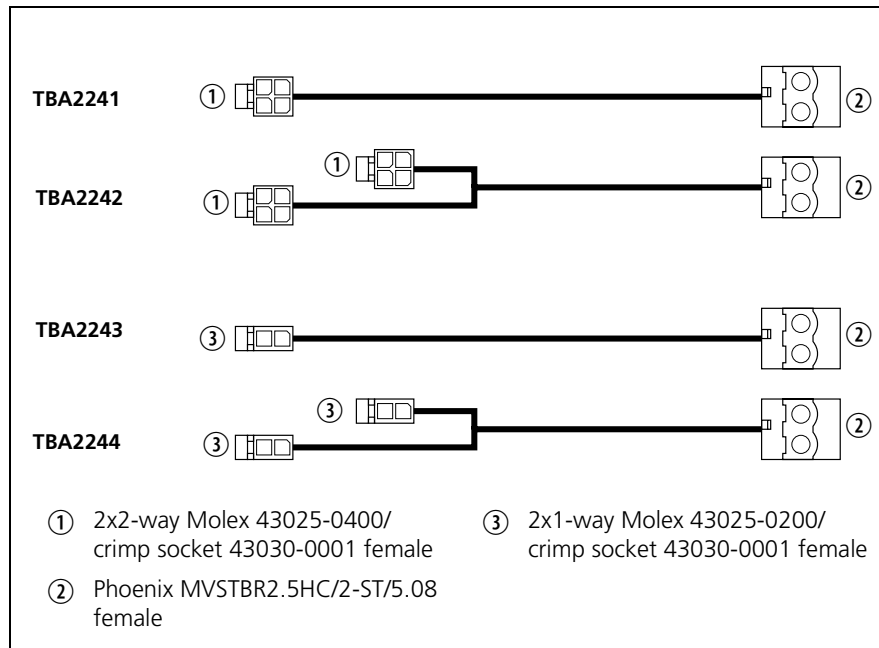 TBA2241 ① ②
① 
TBA2242 ① ②
TBA2243 ③ ②
③
TBA2244 ③ ②
① 2x2-way Molex 43025-0400/
crimp socket 43030-0001 female
② Phoenix MVSTBR2.5HC/2-ST/5.08
female
③ 2x1-way Molex 43025-0200/
crimp socket 43030-0001 female